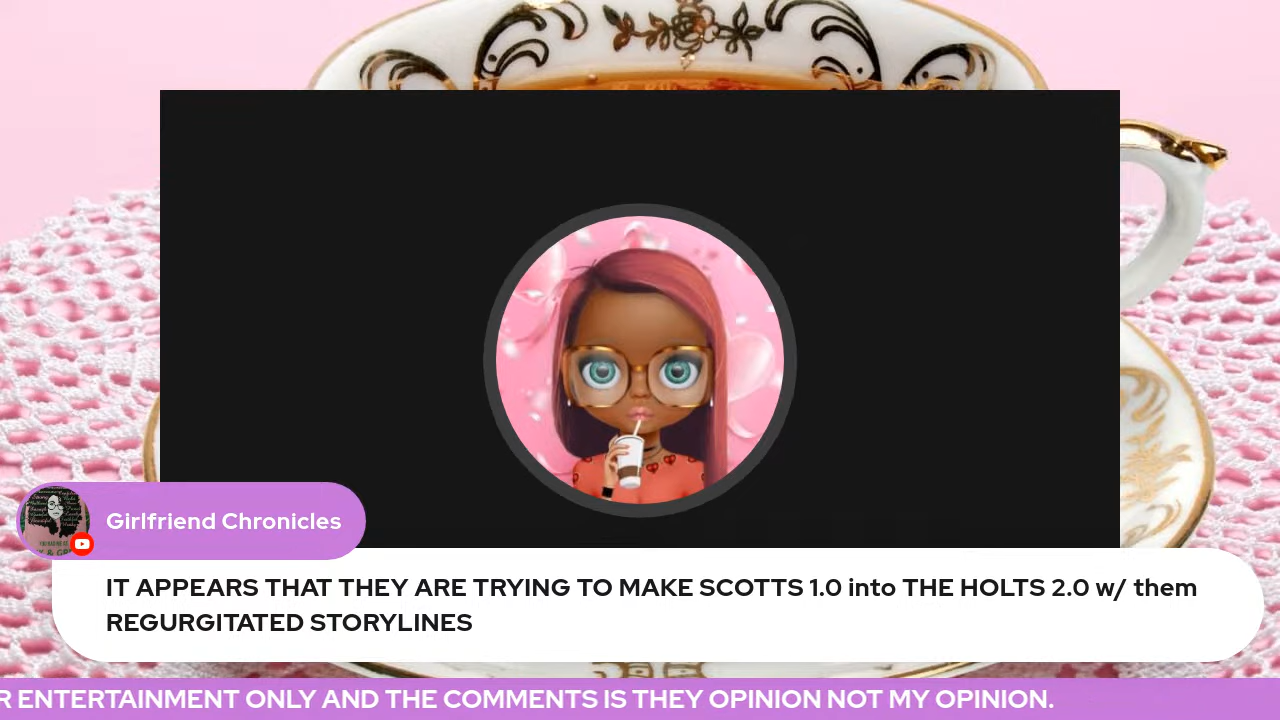 Girlfriend Chronicles
IT APPEARS THAT THEY ARE TRYING TO MAKE SCOTTS 1.0 into THE HOLTS 2.0 w/ them
REGURGITATED STORYLINES
R ENTERTAINMENT ONLY AND THE COMMENTS IS THEY OPINION NOT MY OPINION.